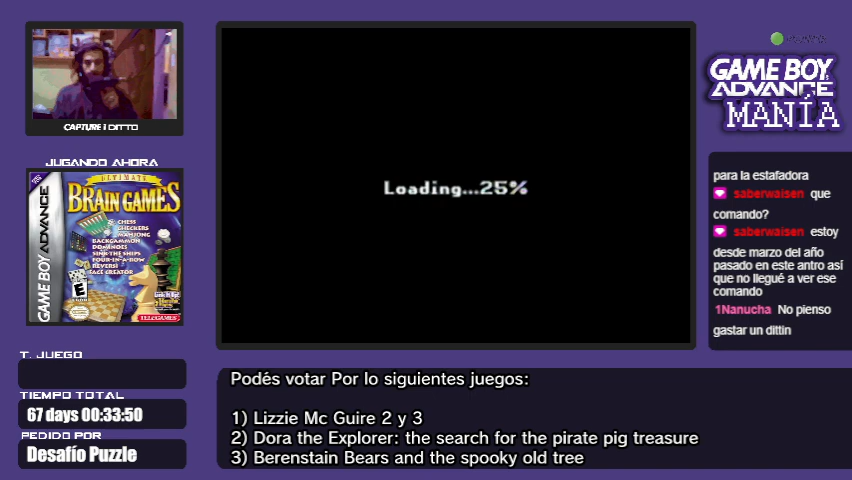 CAPTURE i DITTO
JUGANDO AHORA
GAME BOY ADVANCE
ULTIMATE
BRAIN GAMES
CHESS
CHECKERS
MAHJONG
BACKGAMMON
DOMINOES
SINK THE SHIPS
FOUR-IN-A-ROW
REVERSI
FACE CREATOR
E
TELEGAMES
T. JUEGO
TIEMPO TOTAL
67 days 00:33:50
PEDIDO POR
Desafío Puzzle
Loading...25%
Podés votar Por lo siguientes juegos:
1) Lizzie Mc Guire 2 y 3
2) Dora the Explorer: the search for the pirate pig treasure
3) Berenstain Bears and the spooky old tree
GAME BOY
ADVANCE
MANÍA
para la estafadora
saberwaisen que
comando?
saberwaisen estoy
desde marzo del año
pasado en este antro así
que no llegué a ver ese
comando
1Nanucha No pienso
gastar un dittin